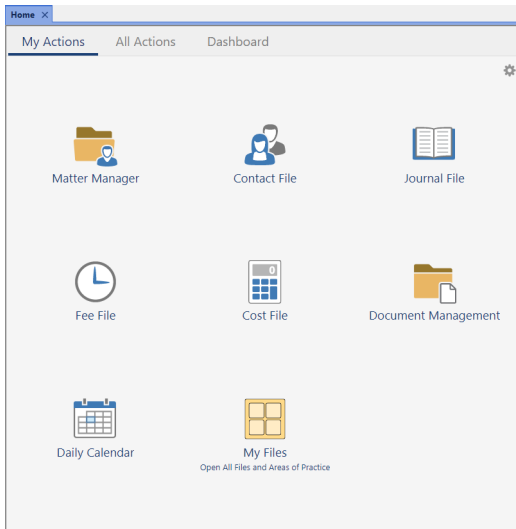 Home
My Actions All Actions Dashboard
Matter Manager Contact File Journal File
0
Fee File Cost File Document Management
Daily Calendar My Files
Open All Files and Areas of Practice